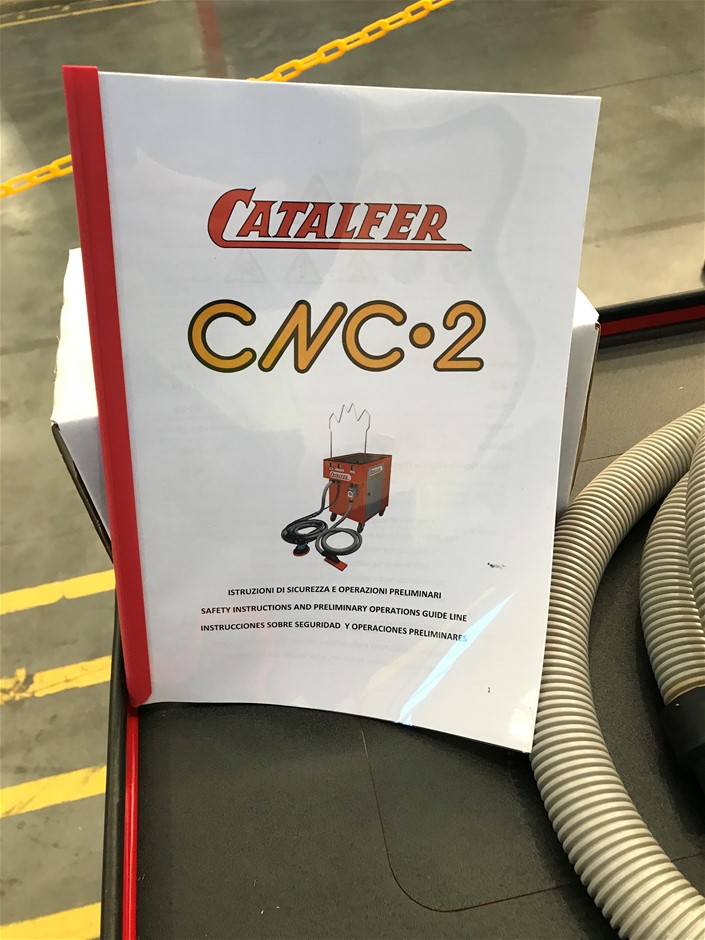 CATALFER
CNC·2
CATALFER
ISTRUZIONI DI SICUREZZA E OPERAZIONI PRELIMINARI
SAFETY INSTRUCTIONS AND PRELIMINARY OPERATIONS GUIDE LINE
INSTRUCCIONES SOBRE SEGURIDAD Y OPERACIONES PRELIMINARES
1